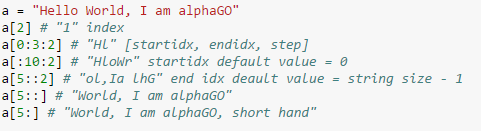 a = "Hello World, I am alphaGO"
a[2] # "1" index
a[0:3:2] # "Hl" [startidx, endidx, step]
a[:10:2] # "HloWr" startidx default value = 0
a[5::2] # "ol,Ia lhG" end idx deault value = string size - 1
a[5::] # "World, I am alphaGO"
a[5:] # "World, I am alphaGO, short hand"